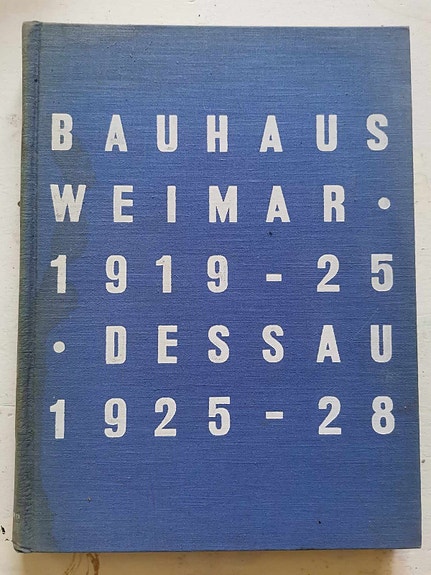 BAUHAUS
WEIMAR •
1919-25
• DESSAU
1925-28